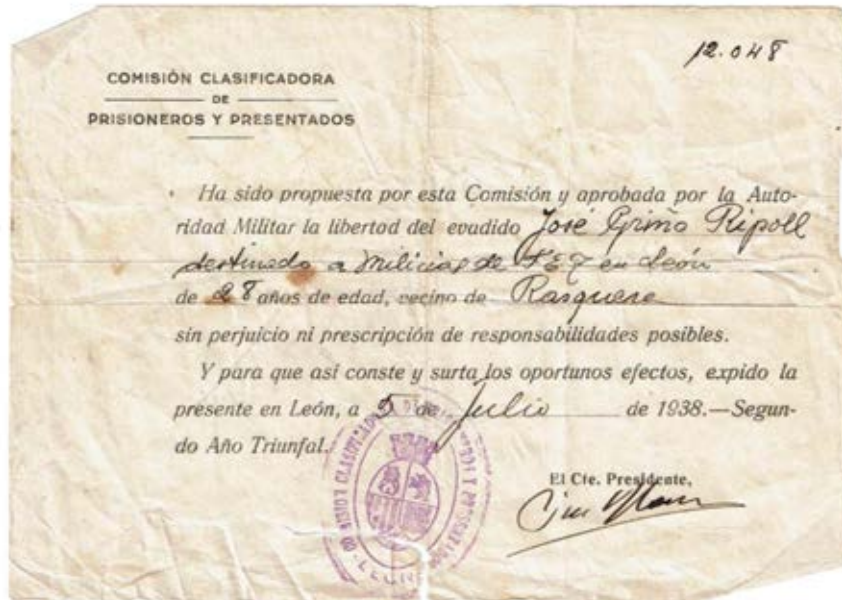 12.048
COMISIÓN CLASIFICADORA
DE
PRISIONEROS Y PRESENTADOS
Ha sido propuesta por esta Comisión y aprobada por la Auto-
ridad Militar la libertad del evadido José Griño Ripoll
destinado a Milicias de FET en León
de 28 años de edad, vecino de Rasquera
sin perjuicio ni prescripción de responsabilidades posibles.
Y para que así conste y surta los oportunos efectos, expido la
presente en León, a 5 de Julio de 1938.—Segun-
do Año Triunfal.
El Cte. Presidente,